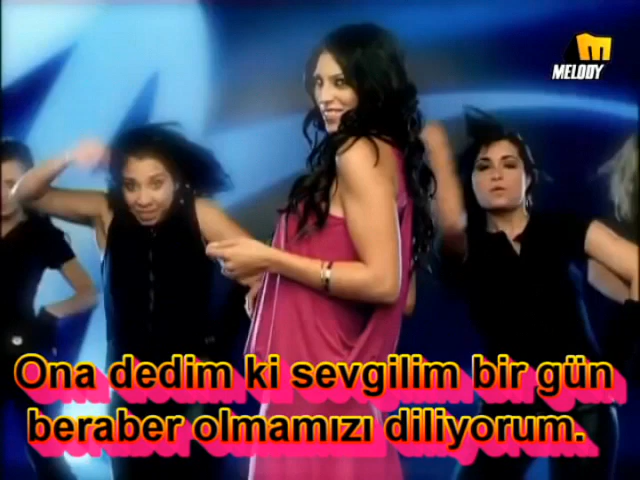 m
MELODY
Ona dedim ki sevgilim bir gün
beraber olmamızı diliyorum.